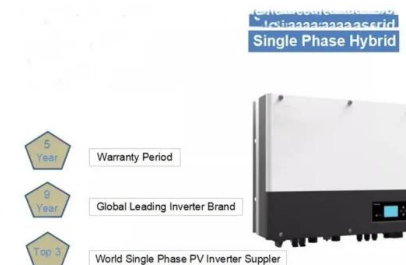 Single Phase Hybrid
5
Year
Warranty Period
9
Year
Global Leading Inverter Brand
Top 3
World Single Phase PV Inverter Suppler